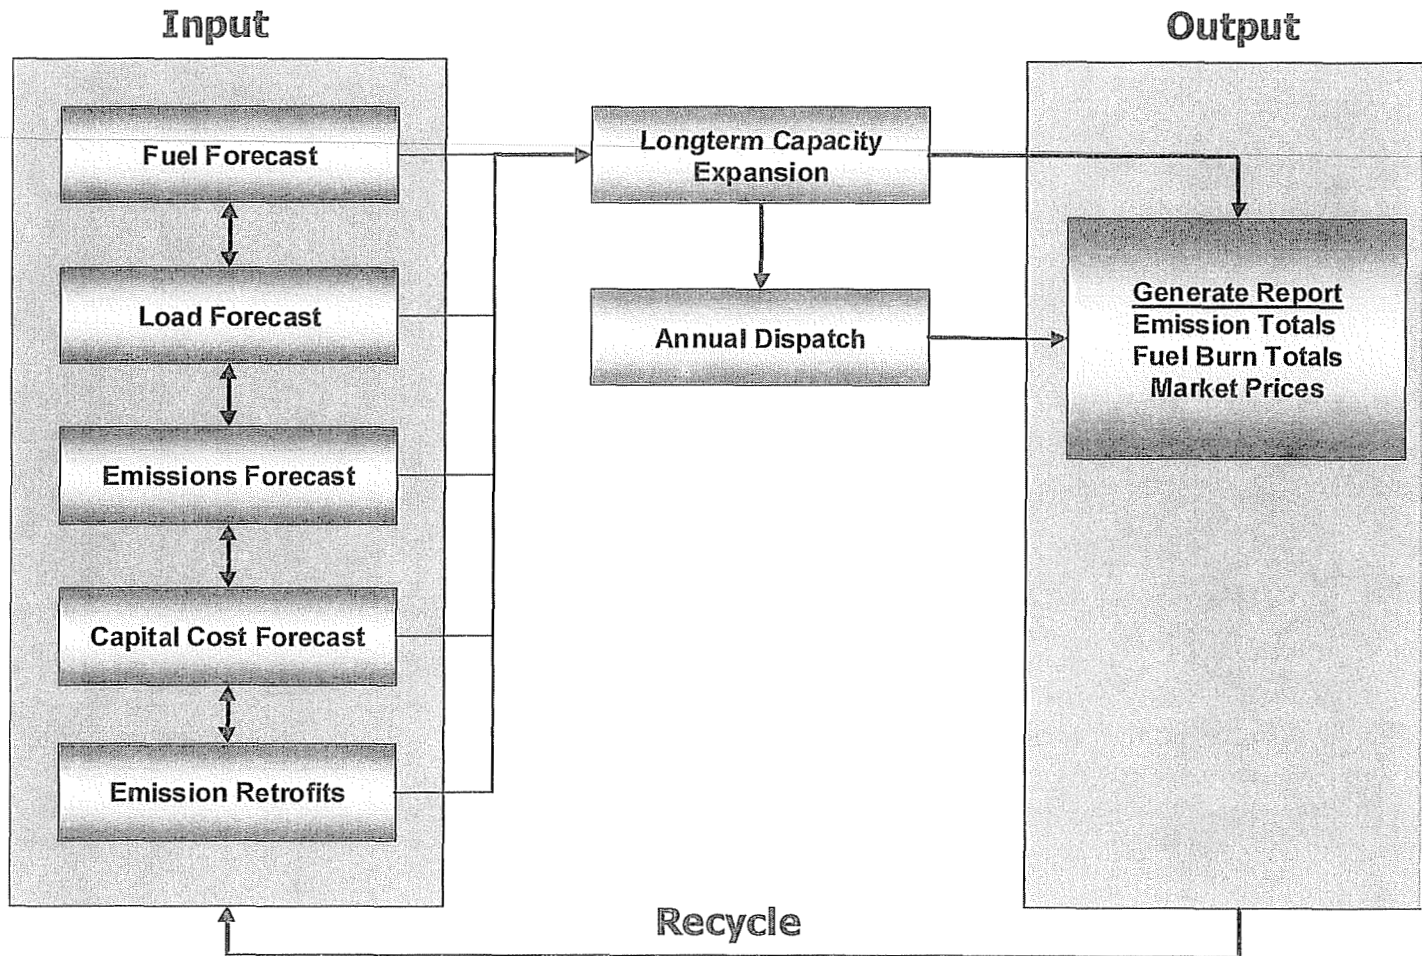 Input
Output
Fuel Forecast
Longterm Capacity
Expansion
Load Forecast
Annual Dispatch
Generate Report
Emission Totals
Fuel Burn Totals
Market Prices
Emissions Forecast
Capital Cost Forecast
Emission Retrofits
Recycle